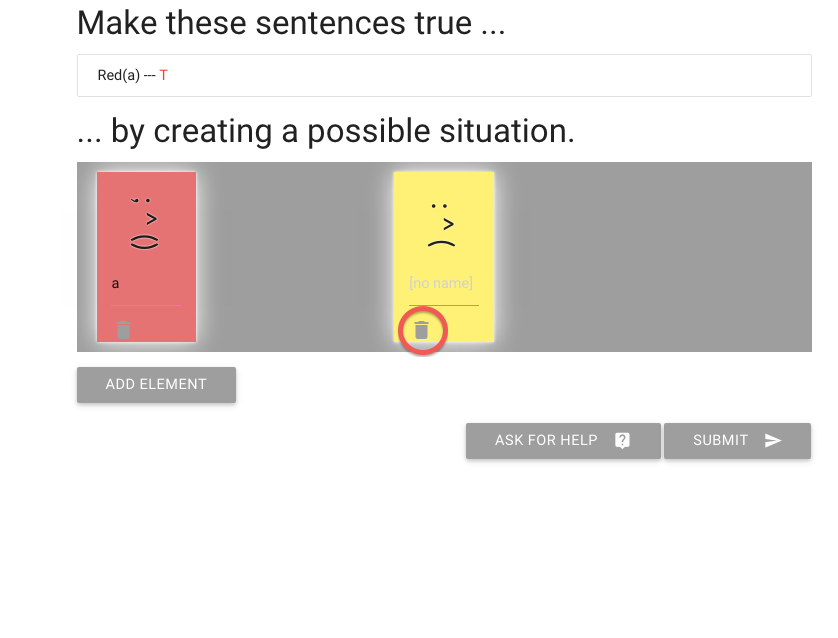 Make these sentences true ...
Red(a) --- T
... by creating a possible situation.
a
[no name]
ADD ELEMENT
ASK FOR HELP
SUBMIT